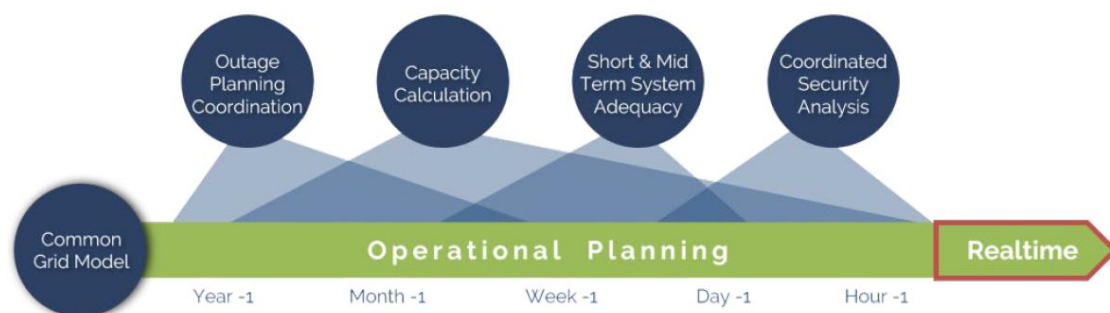 Outage
Planning
Coordination
Capacity
Calculation
Short & Mid
Term System
Adequacy
Coordinated
Security
Analysis
Common
Grid Model
Operational Planning
Realtime
Year -1
Month -1
Week -1
Day -1
Hour -1